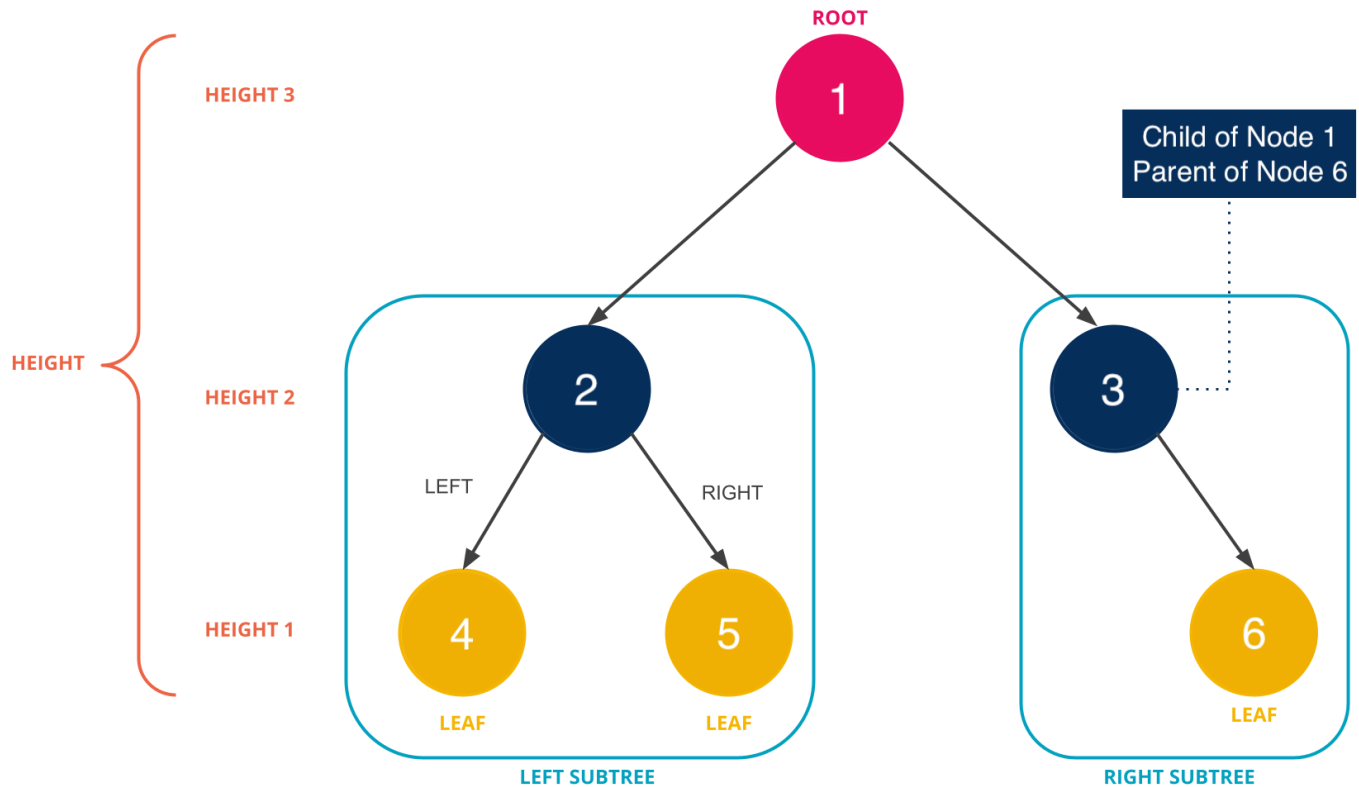 ROOT
HEIGHT 3
1
Child of Node 1
Parent of Node 6
HEIGHT
HEIGHT 2
2
3
LEFT
RIGHT
HEIGHT 1
4
5
6
LEAF
LEAF
LEAF
LEFT SUBTREE
RIGHT SUBTREE